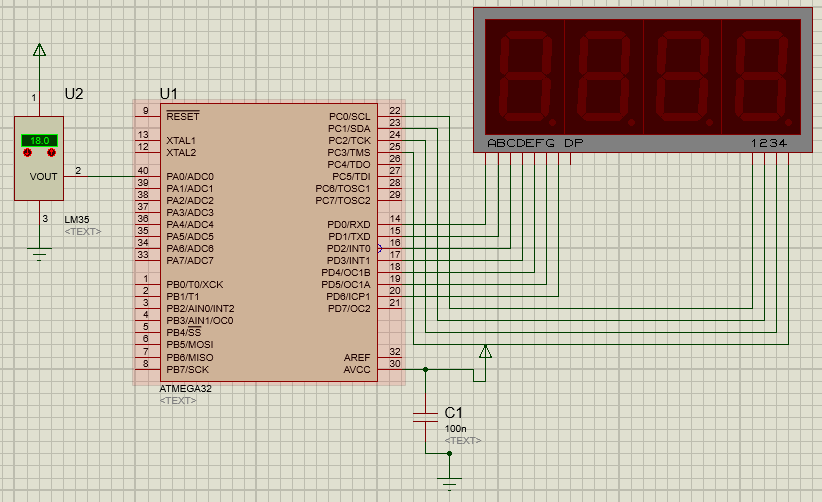 U2
1
18.0
VOUT
2
3
LM35
<TEXT>
U1
9 RESET
13 XTAL1
12 XTAL2
40 PA0/ADC0
39 PA1/ADC1
38 PA2/ADC2
37 PA3/ADC3
36 PA4/ADC4
35 PA5/ADC5
34 PA6/ADC6
33 PA7/ADC7
1 PB0/T0/XCK
2 PB1/T1
3 PB2/AIN0/INT2
4 PB3/AIN1/OC0
5 PB4/SS
6 PB5/MOSI
7 PB6/MISO
8 PB7/SCK
PC0/SCL 22
PC1/SDA 23
PC2/TCK 24
PC3/TMS 25
PC4/TDO 26
PC5/TDI 27
PC6/TOSC1 28
PC7/TOSC2 29
PD0/RXD 14
PD1/TXD 15
PD2/INT0 16
PD3/INT1 17
PD4/OC1B 18
PD5/OC1A 19
PD6/ICP1 20
PD7/OC2 21
AREF 32
AVCC 30
ATMEGA32
<TEXT>
ABCDEFG DP
1234
C1
100n
<TEXT>